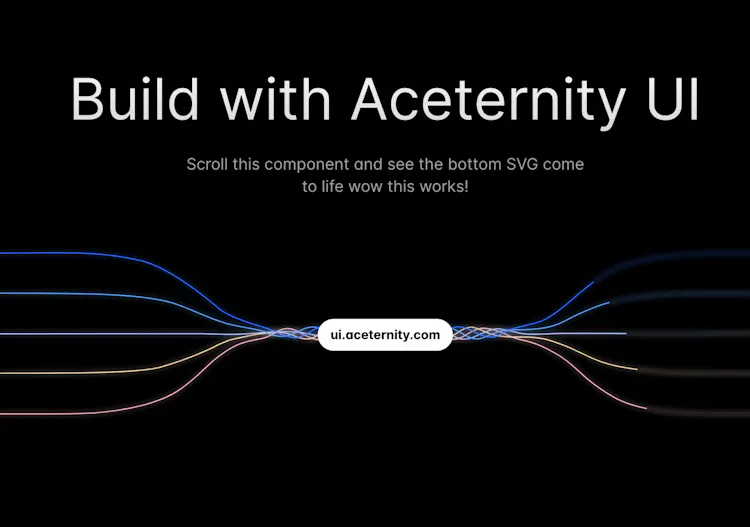 Build with Aceternity UI
Scroll this component and see the bottom SVG come
to life wow this works!
ui.aceternity.com